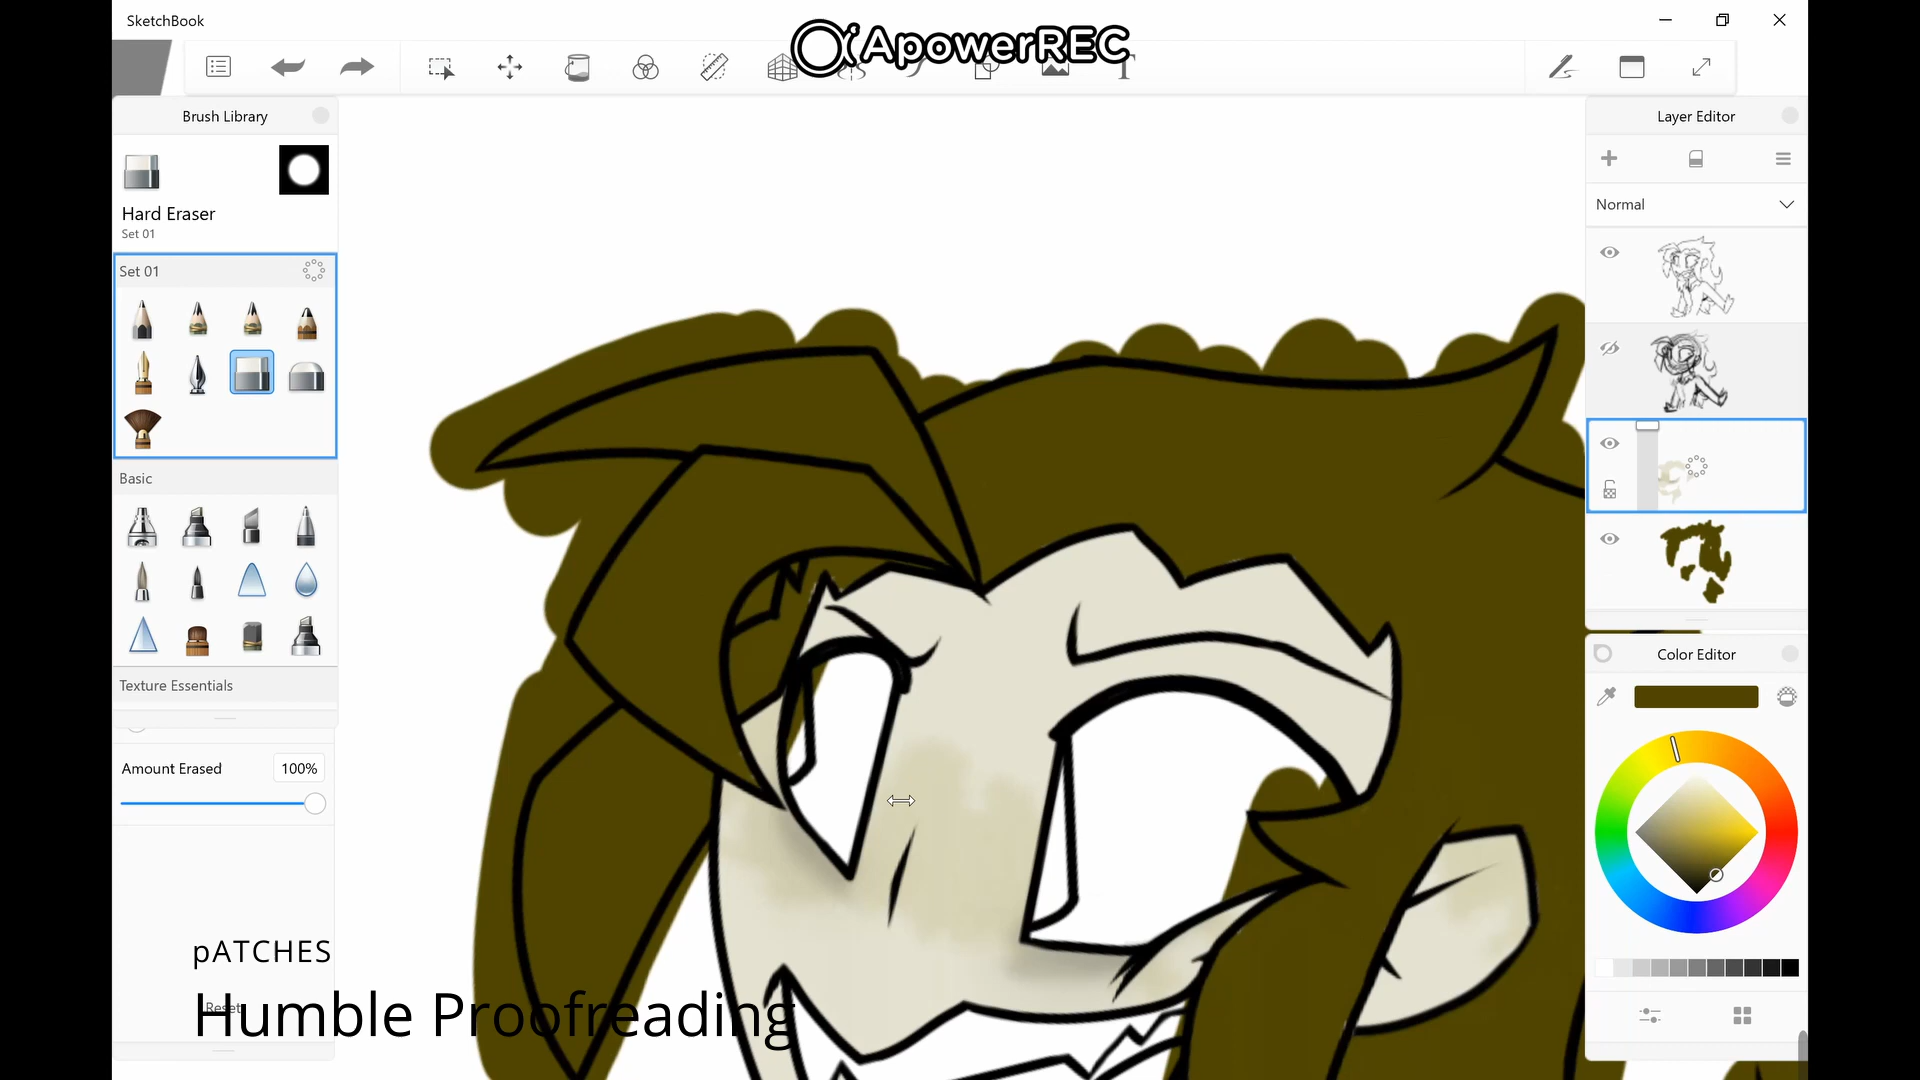 SketchBook
ApowerREC
Brush Library
Layer Editor
Hard Eraser
Set 01
Normal
Set 01
Basic
Color Editor
Texture Essentials
Amount Erased 100%
pATCHES
Reset
Humble Proofreading